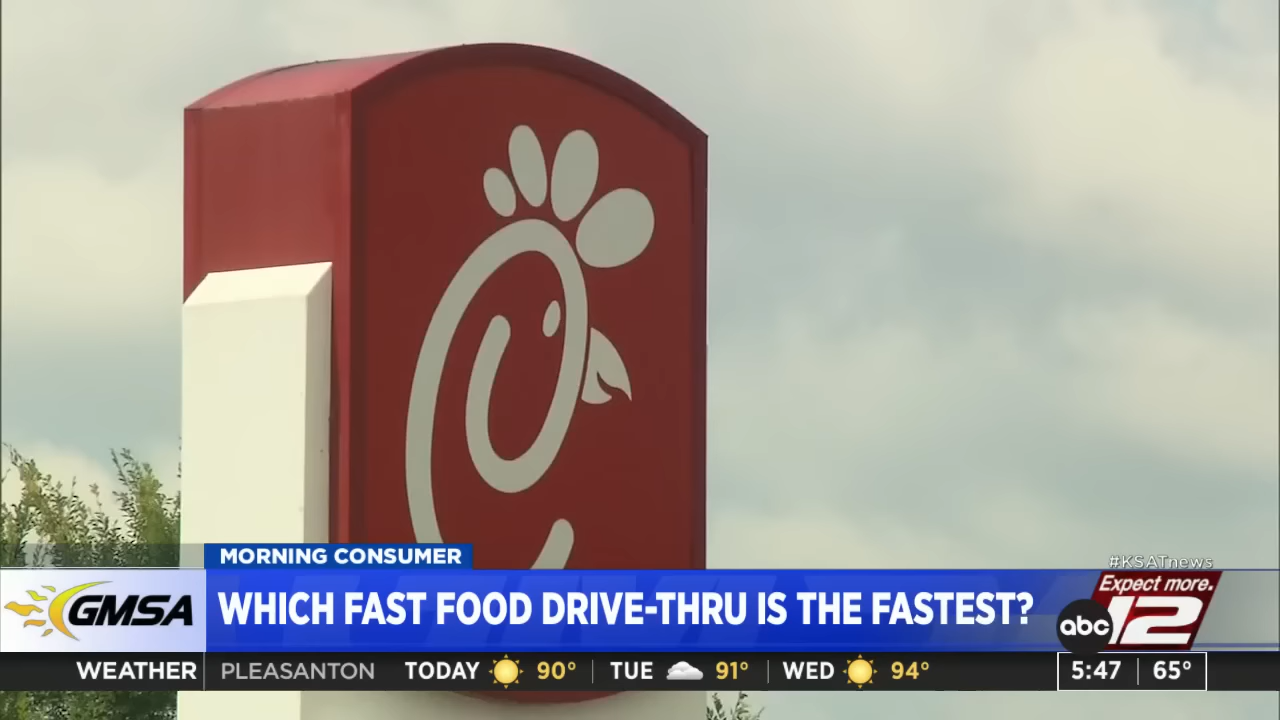 MORNING CONSUMER
#KSATnews
GMSA
WHICH FAST FOOD DRIVE-THRU IS THE FASTEST?
Expect more.
abc 12
WEATHER PLEASANTON TODAY 90° TUE 91° WED 94° 5:47 65°